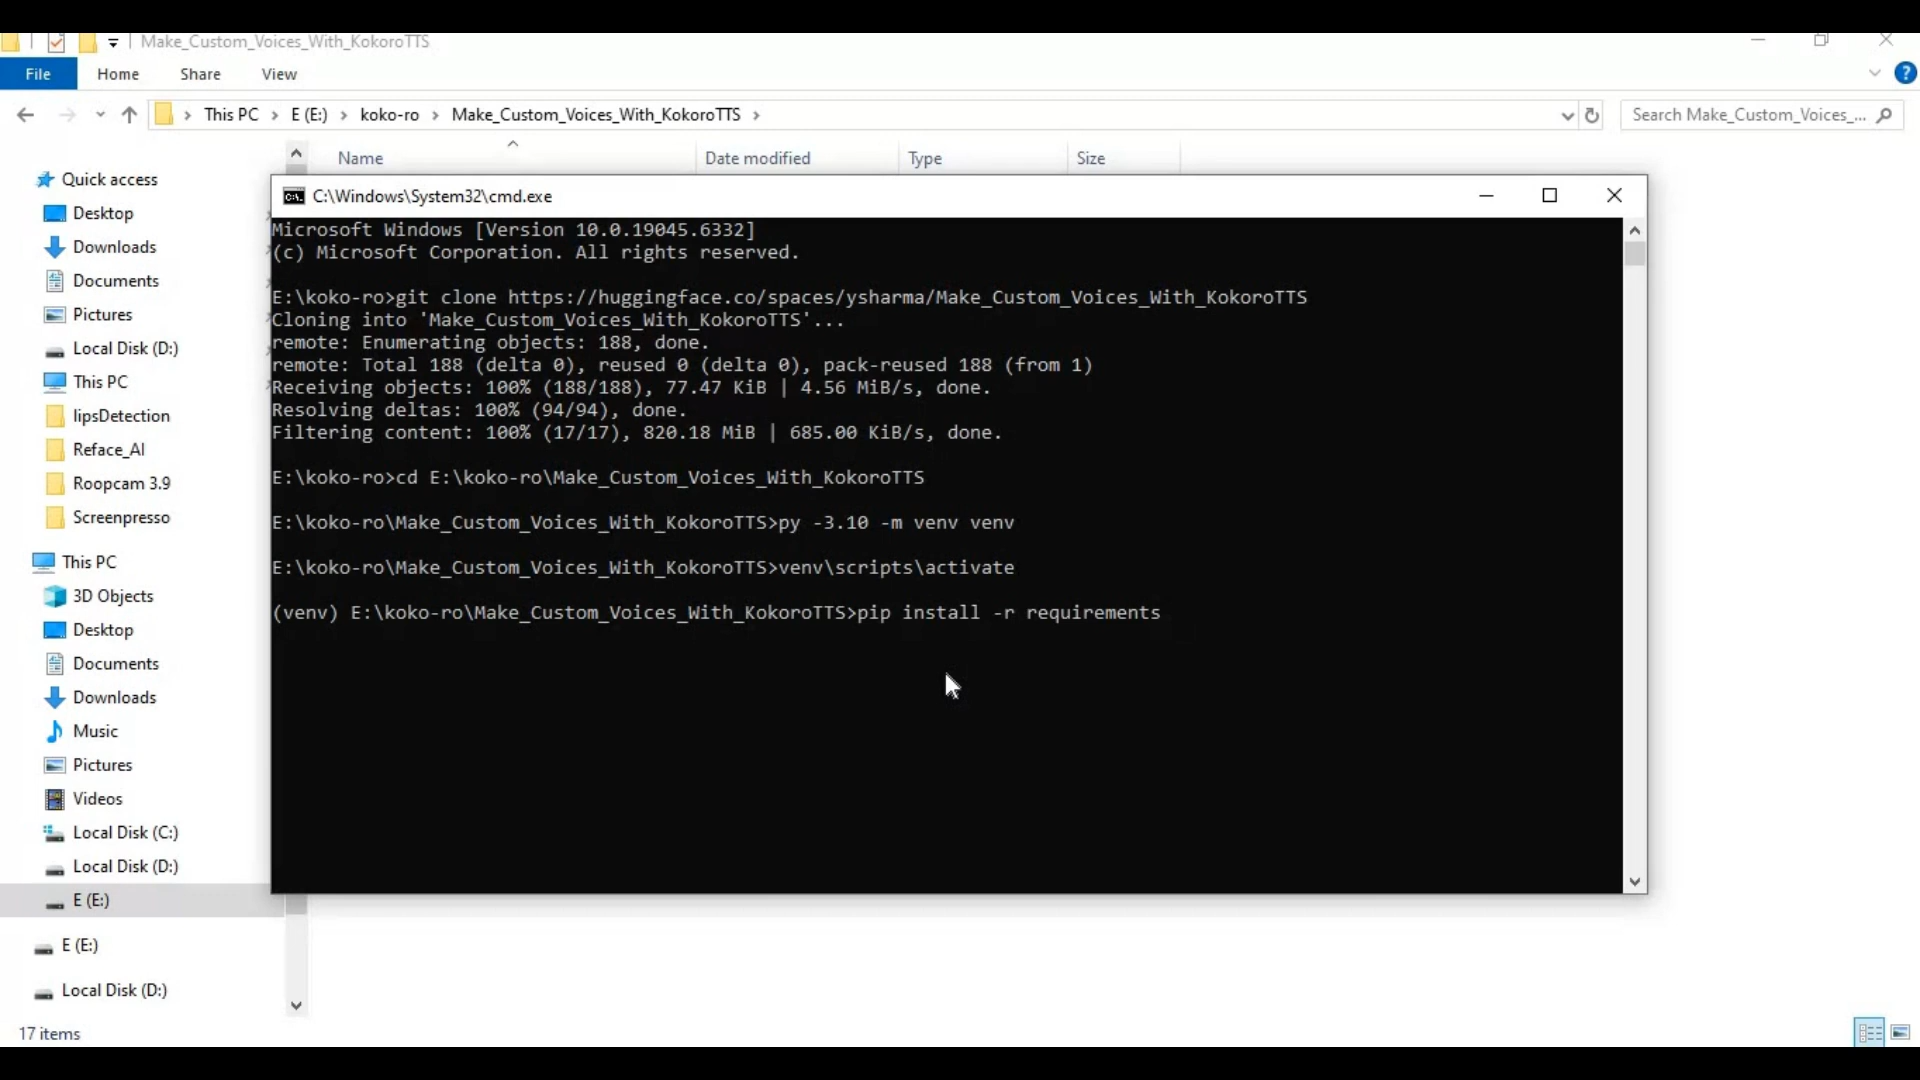 Make_Custom_Voices_With_KokoroTTS
File Home Share View
This PC E (E:) koko-ro Make_Custom_Voices_With_KokoroTTS
Search Make_Custom_Voices_...
Name Date modified Type Size
Quick access
Desktop
Downloads
Documents
Pictures
Local Disk (D:)
This PC
lipsDetection
Reface_AI
Roopcam 3.9
Screenpresso
This PC
3D Objects
Desktop
Documents
Downloads
Music
Pictures
Videos
Local Disk (C:)
Local Disk (D:)
E (E:)
E (E:)
Local Disk (D:)
17 items
C:\Windows\System32\cmd.exe
Microsoft Windows [Version 10.0.19045.6332]
(c) Microsoft Corporation. All rights reserved.
E:\koko-ro>git clone https://huggingface.co/spaces/ysharma/Make_Custom_Voices_With_KokoroTTS
Cloning into 'Make_Custom_Voices_With_KokoroTTS'...
remote: Enumerating objects: 188, done.
remote: Total 188 (delta 0), reused 0 (delta 0), pack-reused 188 (from 1)
Receiving objects: 100% (188/188), 77.47 KiB | 4.56 MiB/s, done.
Resolving deltas: 100% (94/94), done.
Filtering content: 100% (17/17), 820.18 MiB | 685.00 KiB/s, done.
E:\koko-ro>cd E:\koko-ro\Make_Custom_Voices_With_KokoroTTS
E:\koko-ro\Make_Custom_Voices_With_KokoroTTS>py -3.10 -m venv venv
E:\koko-ro\Make_Custom_Voices_With_KokoroTTS>venv\scripts\activate
(venv) E:\koko-ro\Make_Custom_Voices_With_KokoroTTS>pip install -r requirements